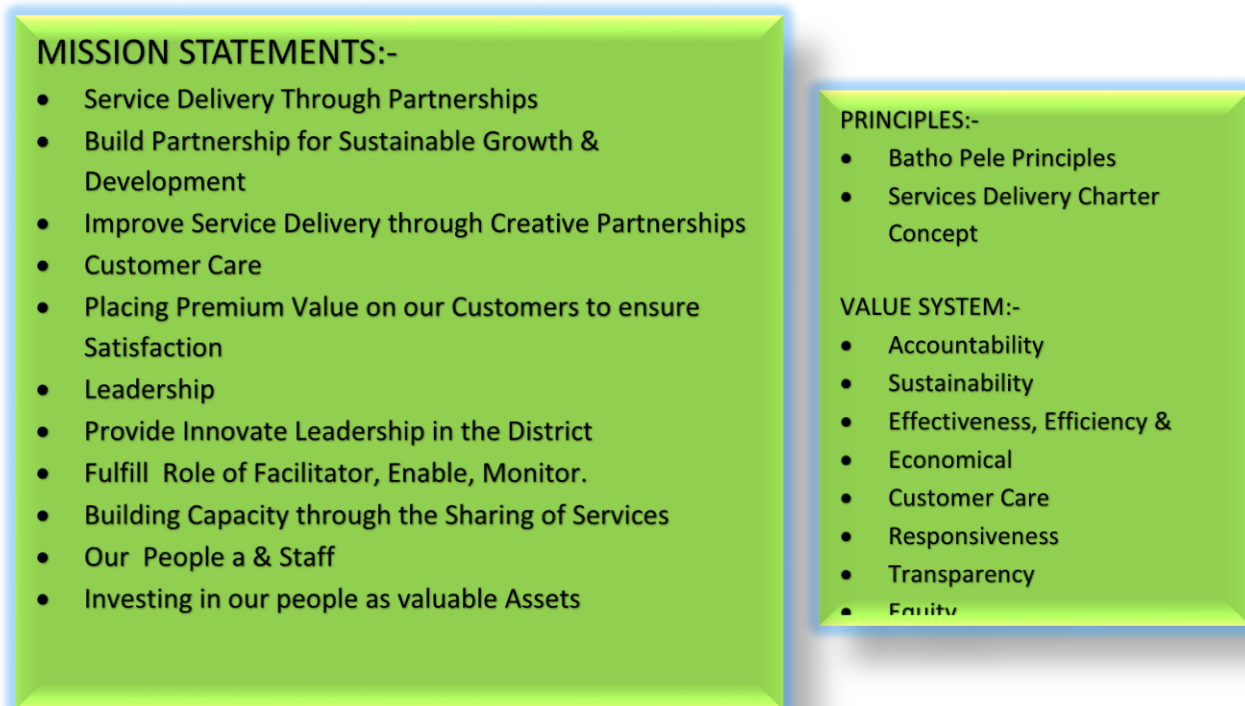 MISSION STATEMENTS:-
• Service Delivery Through Partnerships
• Build Partnership for Sustainable Growth &
Development
• Improve Service Delivery through Creative Partnerships
• Customer Care
• Placing Premium Value on our Customers to ensure
Satisfaction
• Leadership
• Provide Innovate Leadership in the District
• Fulfill  Role of Facilitator, Enable, Monitor.
• Building Capacity through the Sharing of Services
• Our  People a & Staff
• Investing in our people as valuable Assets
PRINCIPLES:-
• Batho Pele Principles
• Services Delivery Charter
Concept
VALUE SYSTEM:-
• Accountability
• Sustainability
• Effectiveness, Efficiency &
• Economical
• Customer Care
• Responsiveness
• Transparency
• Equity